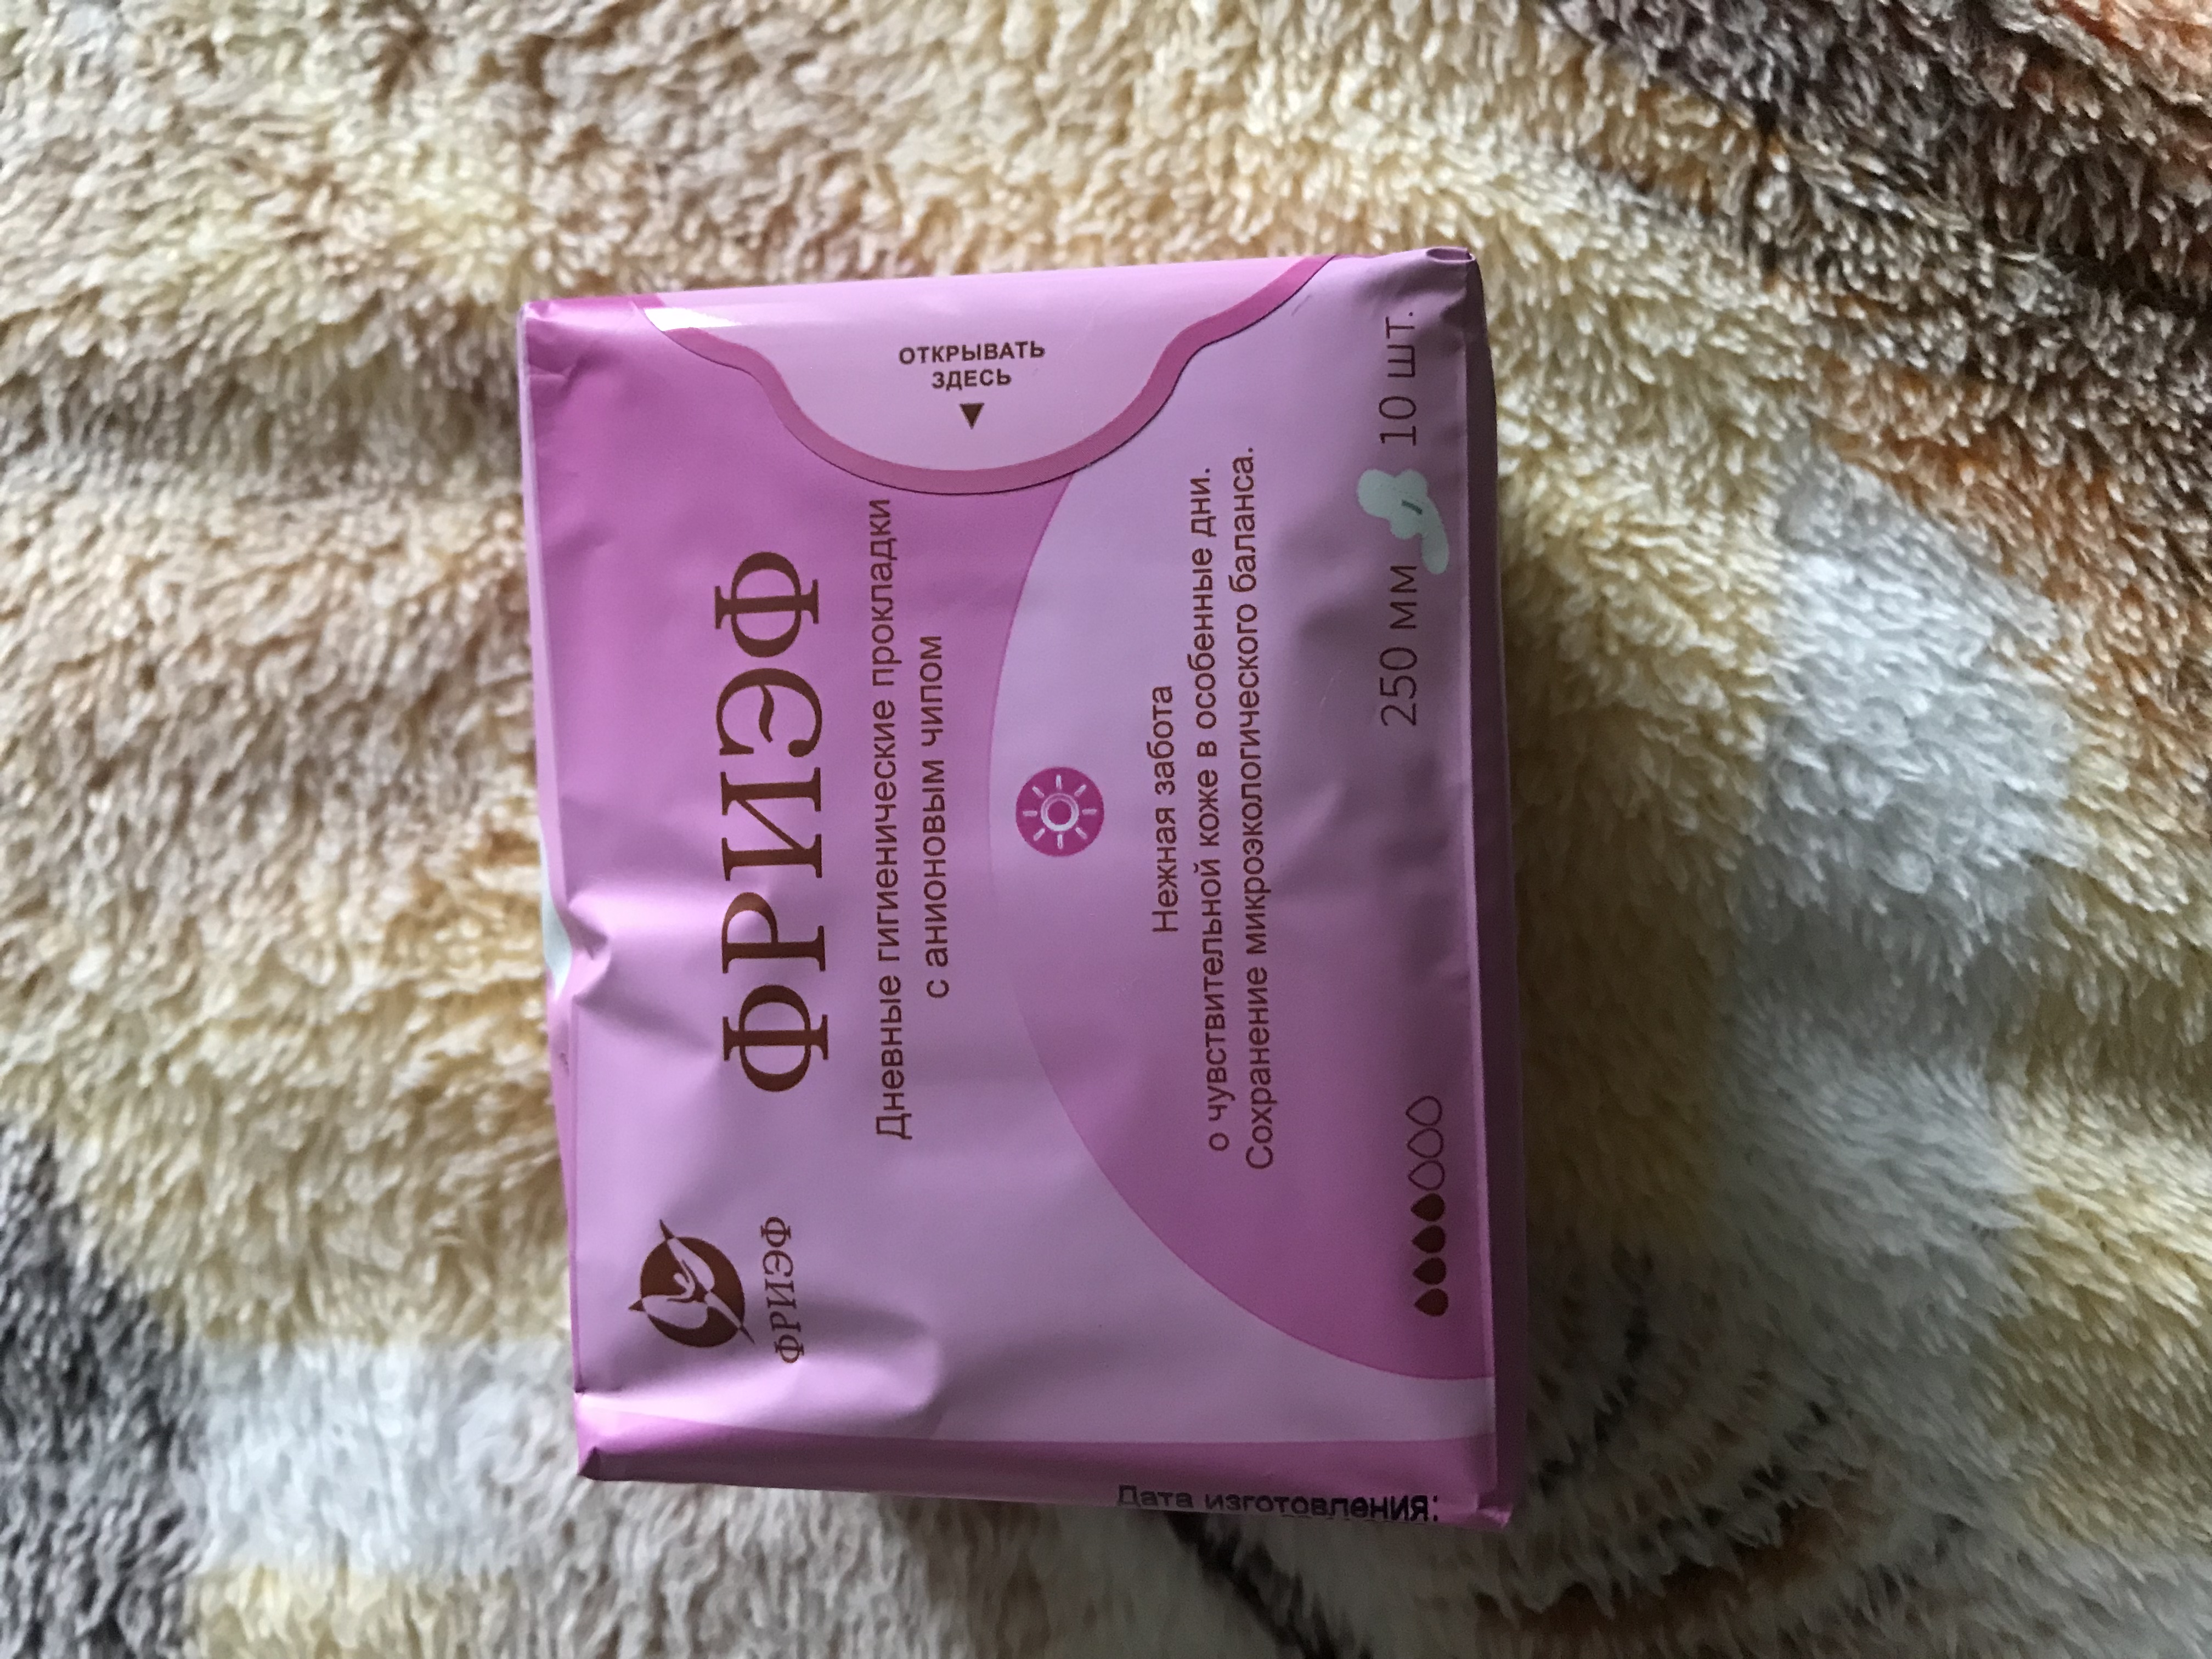 ФРИЭФ
ФРИЭФ
Дневные гигиенические прокладки
с анионовым чипом
ОТКРЫВАТЬ
ЗДЕСЬ
Нежная забота
о чувствительной коже в особенные дни.
Сохранение микроэкологического баланса.
250 мм 10 шт.
Дата изготовления: